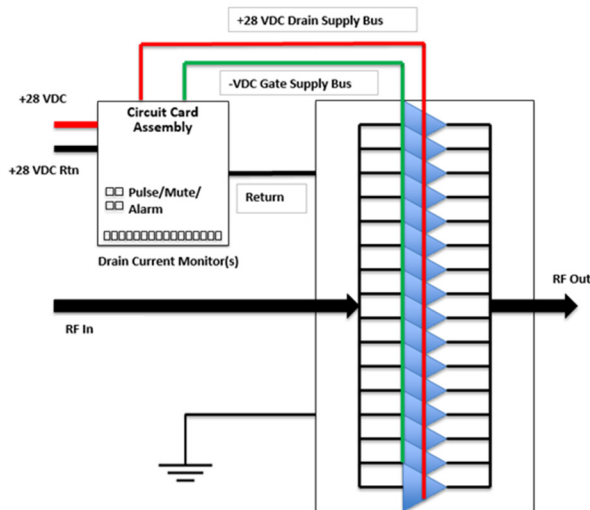 +28 VDC Drain Supply Bus
-VDC Gate Supply Bus
+28 VDC
Circuit Card
Assembly
+28 VDC Rtn
Pulse/Mute/
Alarm
Return
Drain Current Monitor(s)
RF Out
RF In